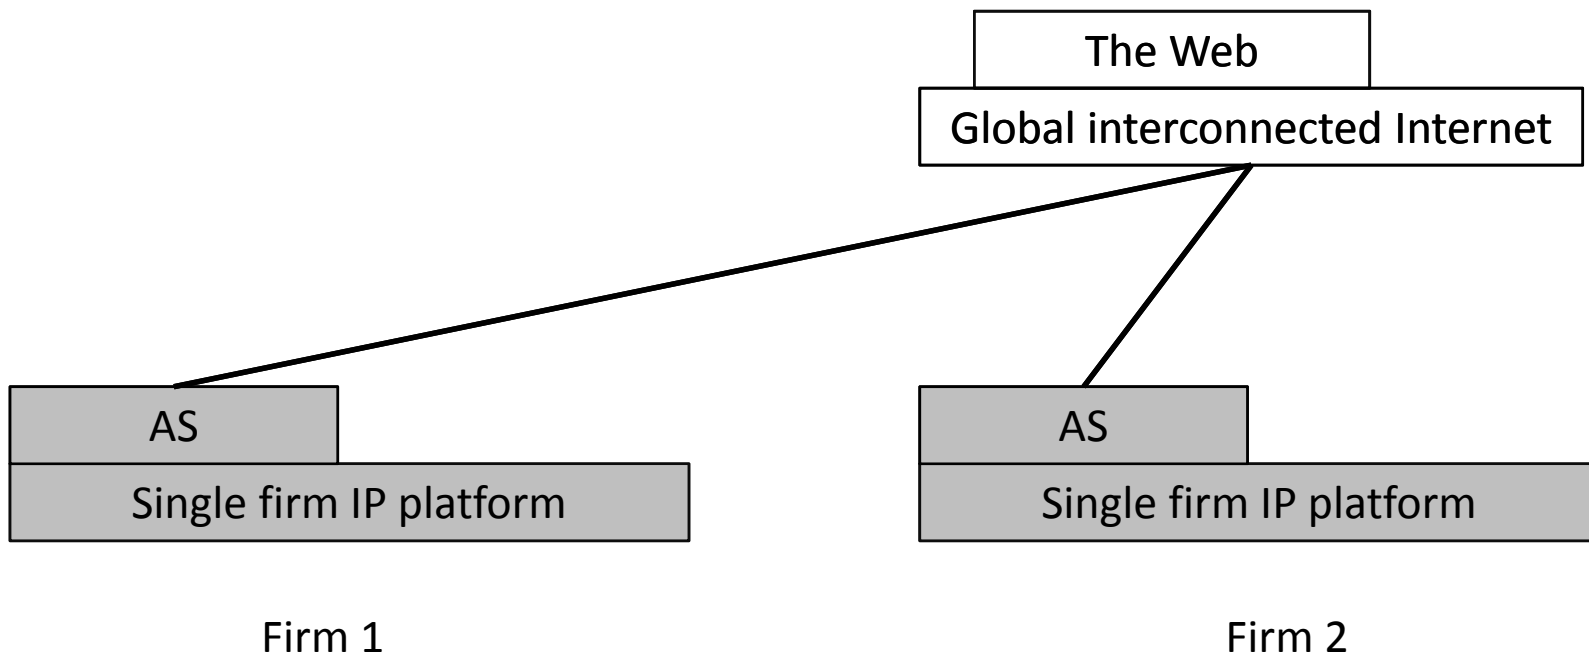 The Web
Global interconnected Internet
AS
AS
Single firm IP platform
Single firm IP platform
Firm 1
Firm 2